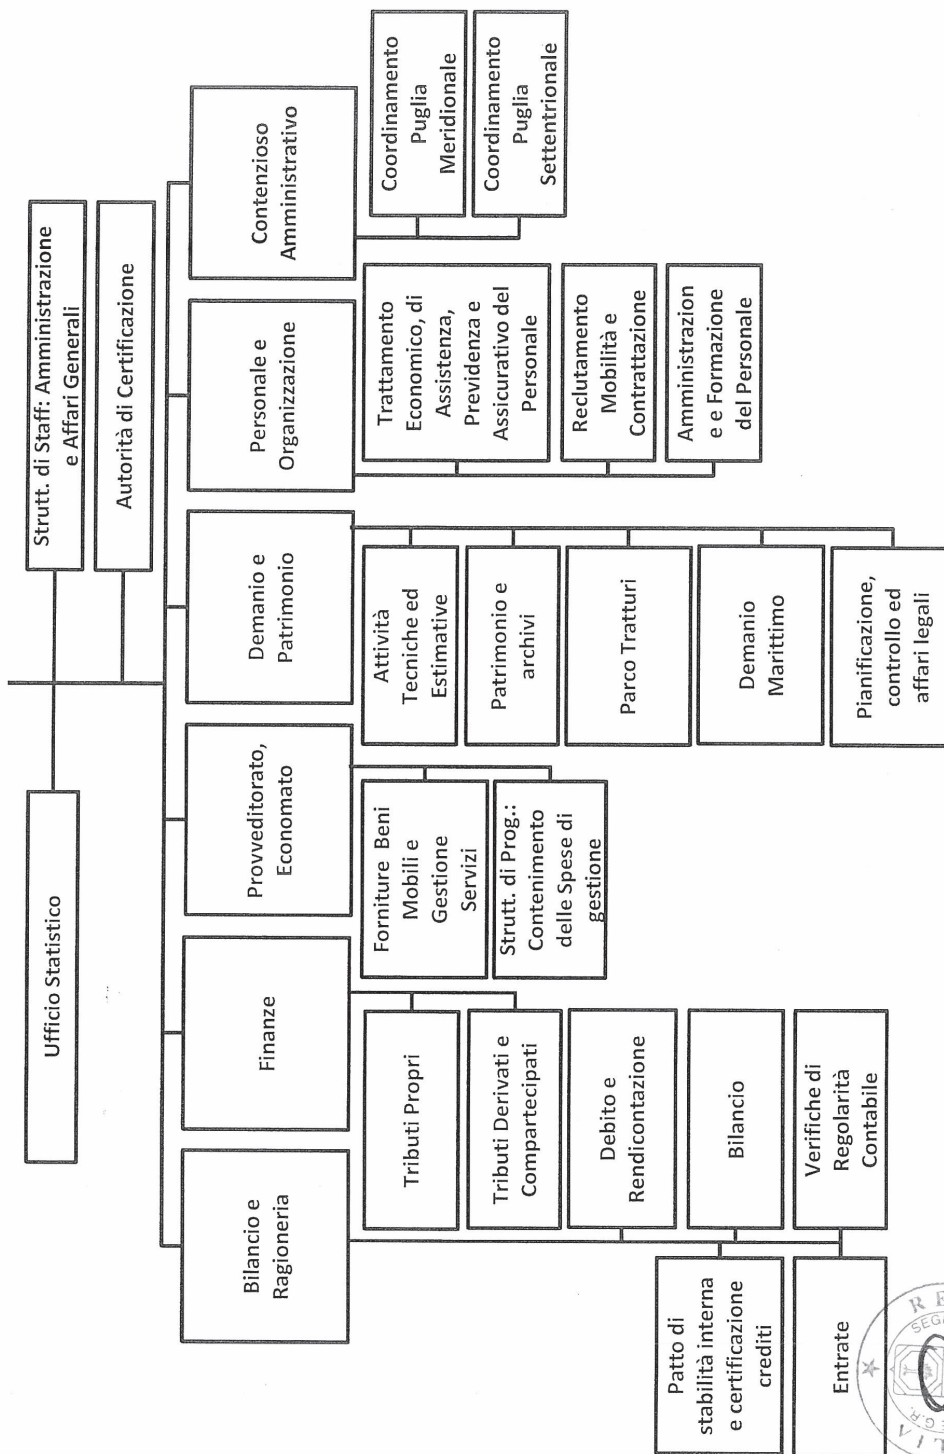 Ufficio Statistico
Strutt. di Staff: Amministrazione
e Affari Generali
Autorità di Certificazione
Bilancio e
Ragioneria
Finanze
Provveditorato,
Economato
Demanio e
Patrimonio
Personale e
Organizzazione
Contenzioso
Amministrativo
Tributi Propri
Tributi Derivati e
Compartecipati
Debito e
Rendicontazione
Bilancio
Verifiche di
Regolarità
Contabile
Patto di
stabilità interna
e certificazione
crediti
Entrate
Forniture Beni
Mobili e
Gestione
Servizi
Strutt. di Prog.:
Contenimento
delle Spese di
gestione
Attività
Tecniche ed
Estimative
Patrimonio e
archivi
Parco Tratturi
Demanio
Marittimo
Pianificazione,
controllo ed
affari legali
Trattamento
Economico, di
Assistenza,
Previdenza e
Assicurativo del
Personale
Reclutamento
Mobilità e
Contrattazione
Amministrazion
e e Formazione
del Personale
Coordinamento
Puglia
Meridionale
Coordinamento
Puglia
Settentrionale